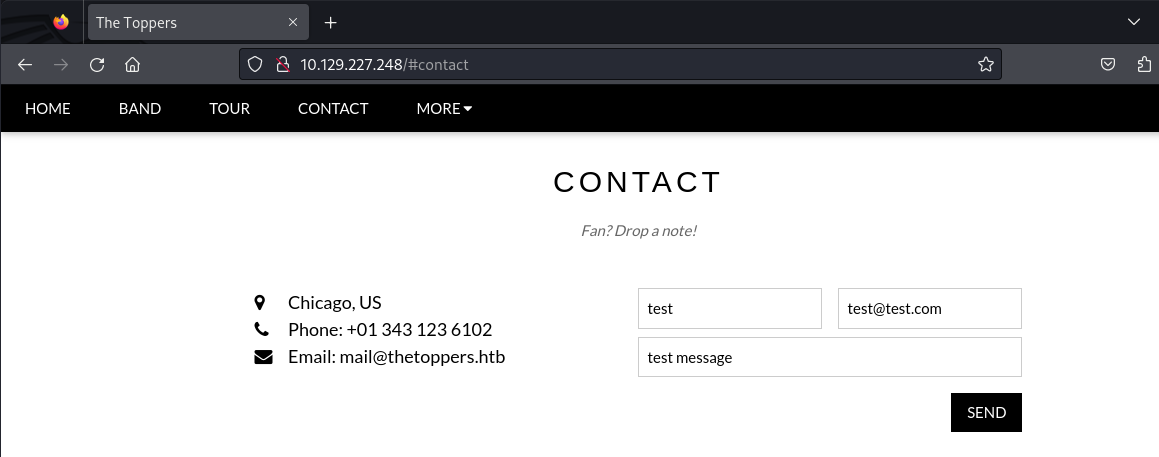 The Toppers
10.129.227.248/#contact
HOME BAND TOUR CONTACT MORE
CONTACT
Fan? Drop a note!
Chicago, US
Phone: +01 343 123 6102
Email: mail@thetoppers.htb
test test@test.com
test message
SEND